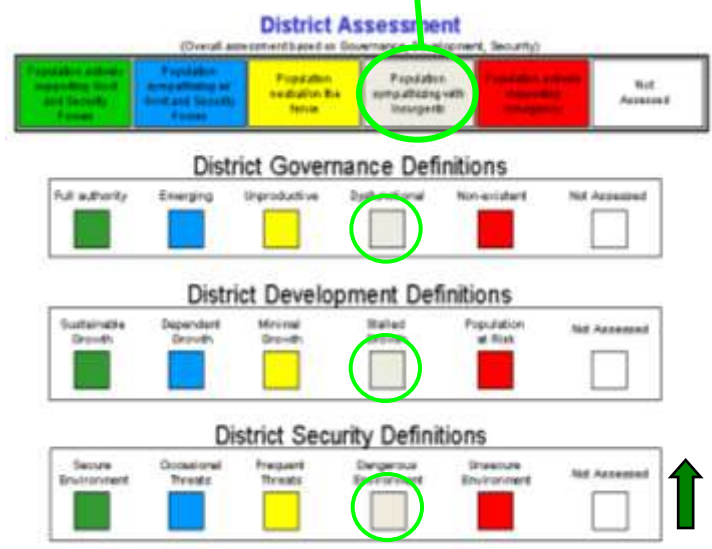 District Assessment
(Overall assessment based on Governance, Development, Security)
Population actively supporting Govt and Security Forces
Population sympathizing w/ Govt and Security Forces
Population neutral/on the fence
Population sympathizing with Insurgents
Population actively supporting Insurgency
Not Assessed
District Governance Definitions
Full authority Emerging Unproductive Dysfunctional Non-existent Not Assessed
District Development Definitions
Sustainable Growth
Dependent Growth
Minimal Growth
Stalled Growth
Population at Risk
Not Assessed
District Security Definitions
Secure Environment
Occasional Threats
Frequent Threats
Dangerous Environment
Unsecure Environment
Not Assessed